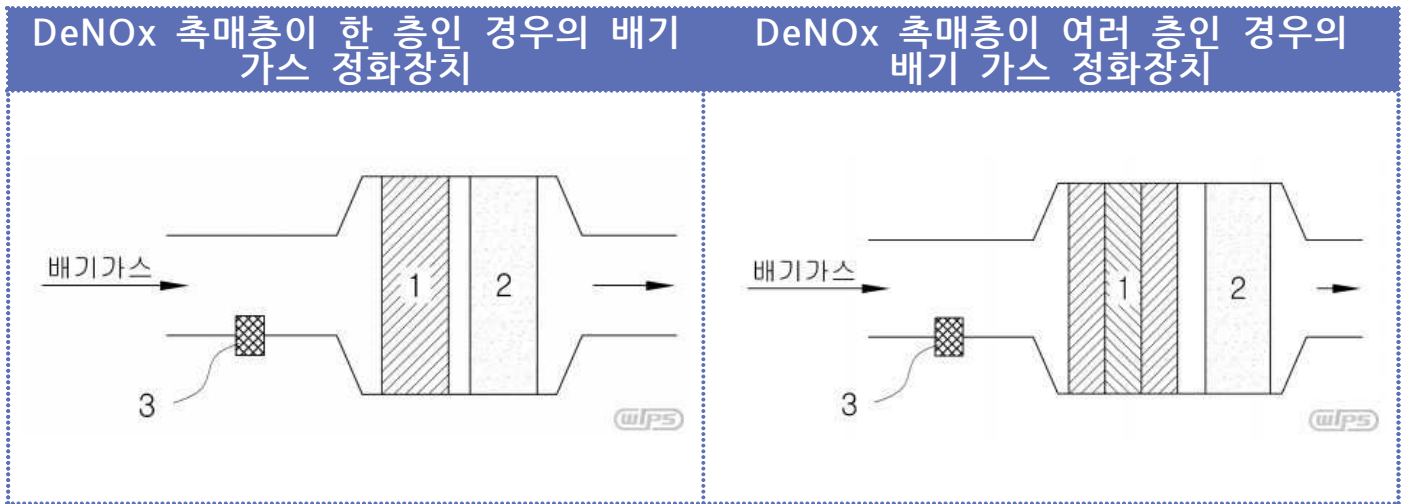 DeNOx 촉매층이 한 층인 경우의 배기
가스 정화장치
DeNOx 촉매층이 여러 층인 경우의
배기 가스 정화장치
배기가스
1
2
3
wips
배기가스
1
2
3
wips